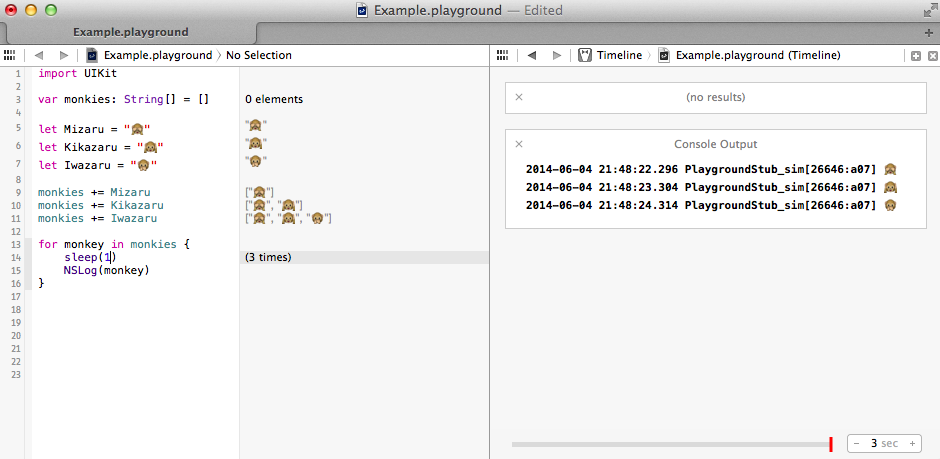 Example.playground — Edited
Example.playground
Example.playground 〉 No Selection
1 import UIKit
2
3 var monkies: String[] = []
4
5 let Mizaru = "🙈"
6 let Kikazaru = "🙉"
7 let Iwazaru = "🙊"
8
9 monkies += Mizaru
10 monkies += Kikazaru
11 monkies += Iwazaru
12
13 for monkey in monkies {
14     sleep(1)
15     NSLog(monkey)
16 }
17
18
19
20
21
22
23
0 elements
"🙈"
"🙉"
"🙊"
["🙈"]
["🙈", "🙉"]
["🙈", "🙉", "🙊"]
(3 times)
Timeline 〉 Example.playground (Timeline)
(no results)
Console Output
2014-06-04 21:48:22.296 PlaygroundStub_sim[26646:a07] 🙈
2014-06-04 21:48:23.304 PlaygroundStub_sim[26646:a07] 🙉
2014-06-04 21:48:24.314 PlaygroundStub_sim[26646:a07] 🙊
− 3 sec +